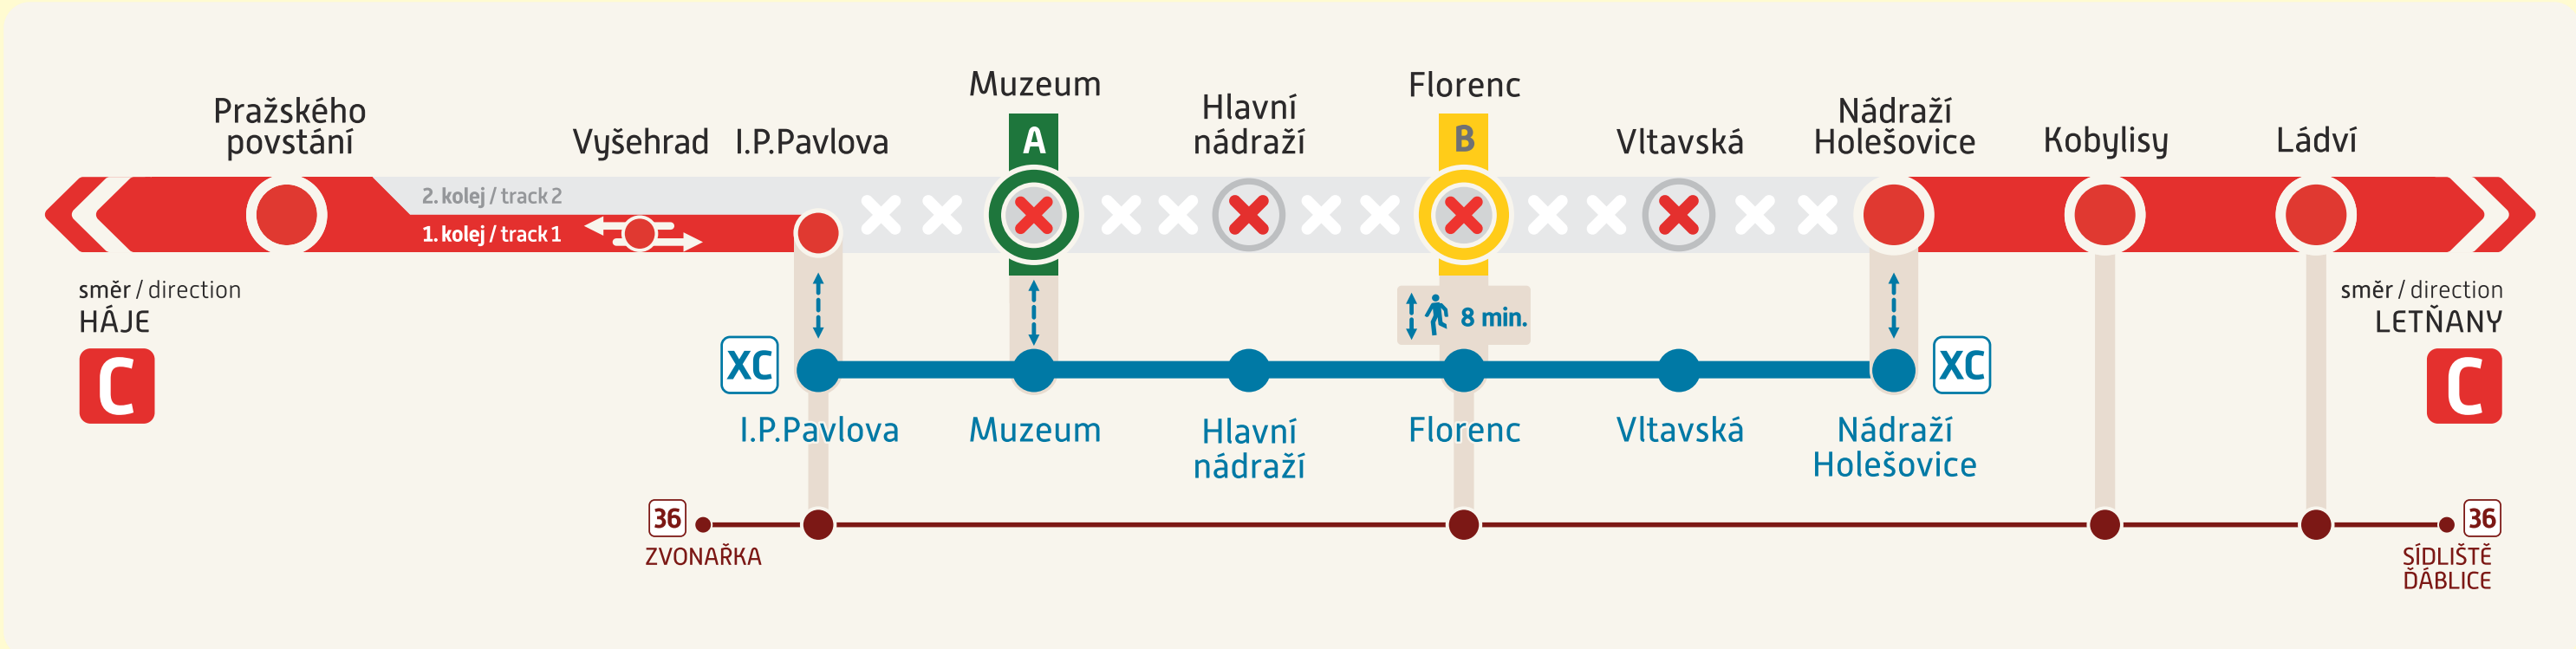 Pražského
povstání
Vyšehrad
I.P.Pavlova
Muzeum
A
Hlavní
nádraží
Florenc
B
Vltavská
Nádraží
Holešovice
Kobylisy
Ládví
2. kolej / track 2
1. kolej / track 1
směr / direction
HÁJE
C
směr / direction
LETŇANY
C
8 min.
XC
XC
I.P.Pavlova
Muzeum
Hlavní
nádraží
Florenc
Vltavská
Nádraží
Holešovice
36
ZVONAŘKA
36
SÍDLIŠTĚ
ĎÁBLICE